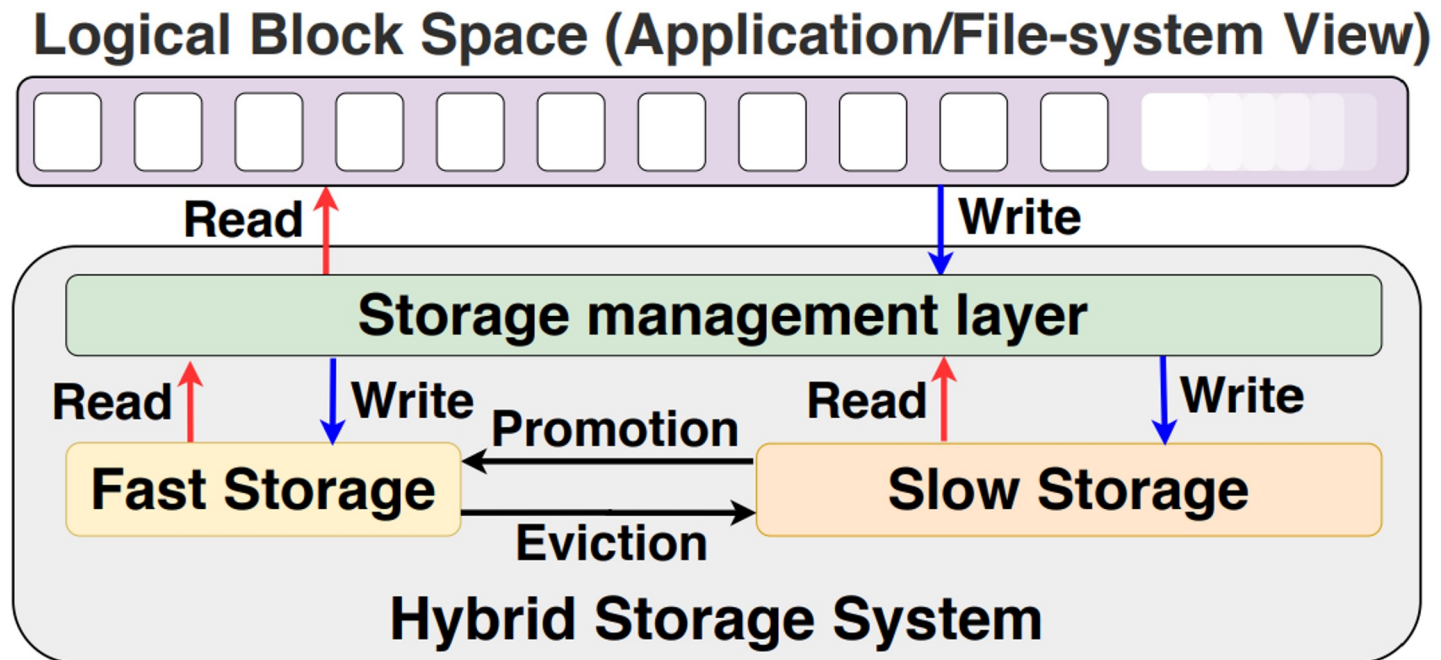 Logical Block Space (Application/File-system View)
Read
Write
Storage management layer
Read
Write
Read
Write
Promotion
Fast Storage
Slow Storage
Eviction
Hybrid Storage System